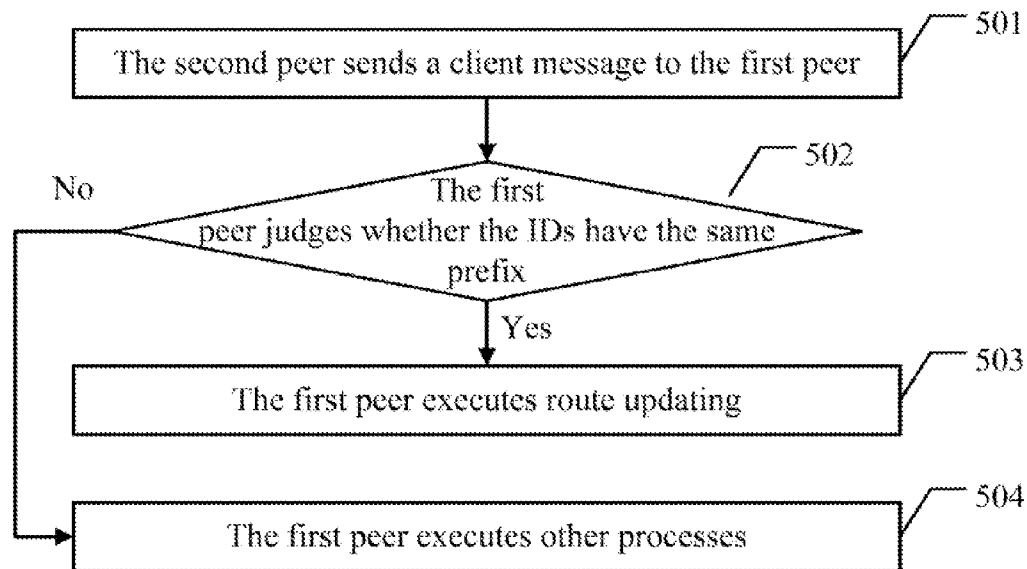 501
The second peer sends a client message to the first peer
502
No
The first
peer judges whether the IDs have the same
prefix
Yes
503
The first peer executes route updating
504
The first peer executes other processes